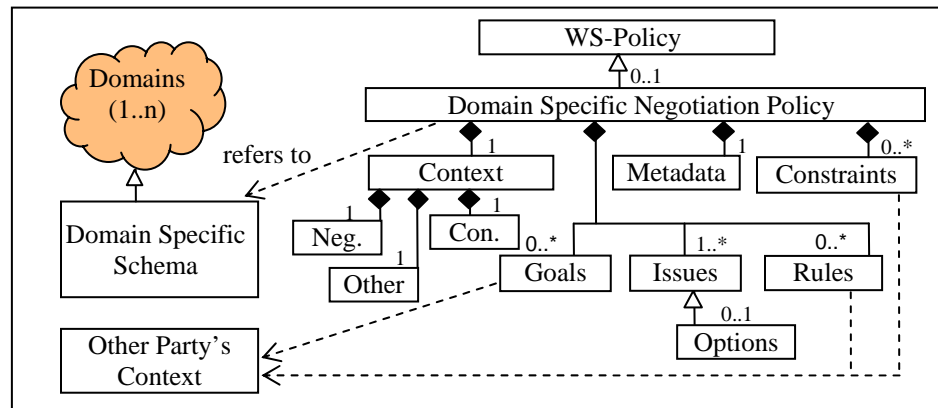 WS-Policy
0..1
Domains
(1..n)
Domain Specific Negotiation Policy
refers to
1
1
0..*
Context
Metadata
Constraints
1
1
1
Neg.
Con.
Other
Domain Specific
Schema
0..*
1..*
0..*
Goals
Issues
Rules
0..1
Options
Other Party's
Context